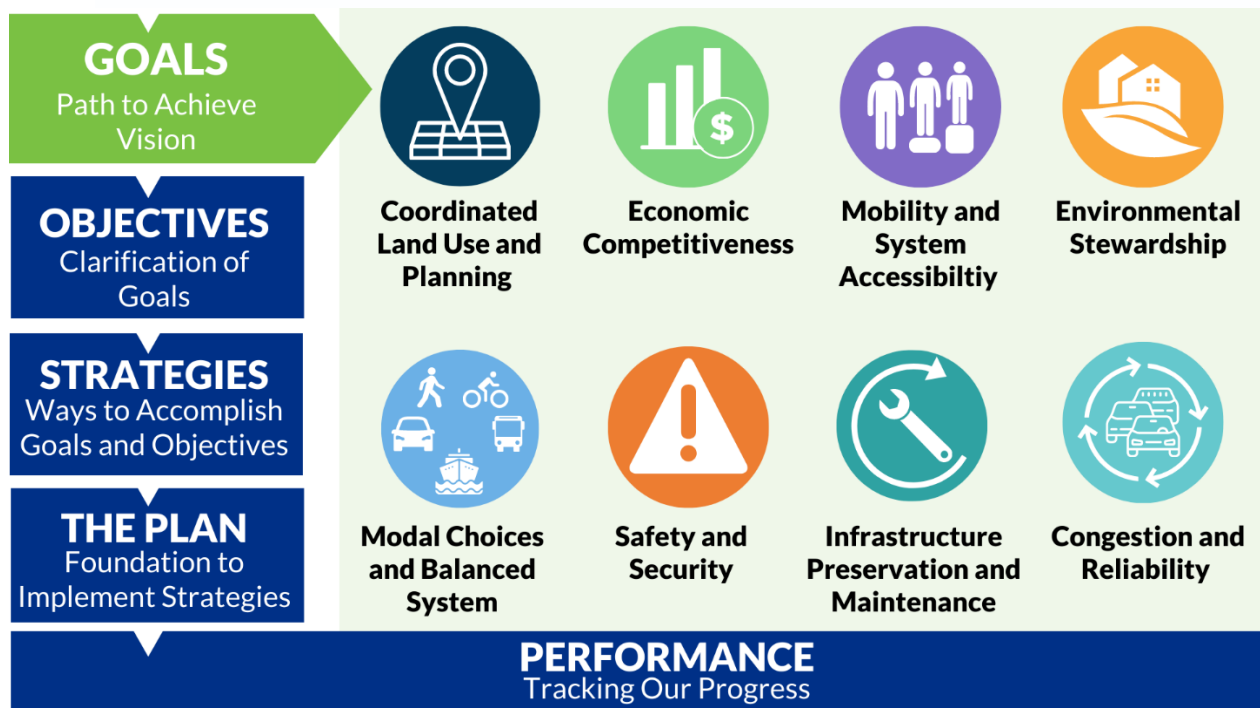 GOALS
Path to Achieve
Vision
OBJECTIVES
Clarification of
Goals
STRATEGIES
Ways to Accomplish
Goals and Objectives
THE PLAN
Foundation to
Implement Strategies
$
Coordinated
Land Use and
Planning
Economic
Competitiveness
Mobility and
System
Accessibiltiy
Environmental
Stewardship
Modal Choices
and Balanced
System
Safety and
Security
Infrastructure
Preservation and
Maintenance
Congestion and
Reliability
PERFORMANCE
Tracking Our Progress